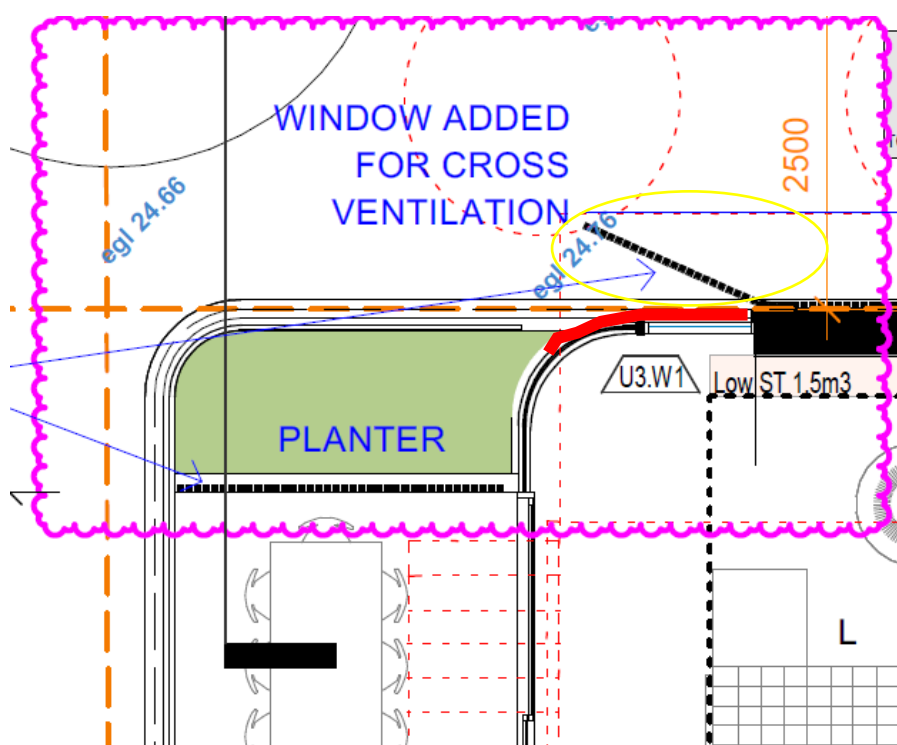 WINDOW ADDED
FOR CROSS
VENTILATION
2500
egl 24.66
egl 24.76
U3.W1
Low ST 1.5m3
PLANTER
L